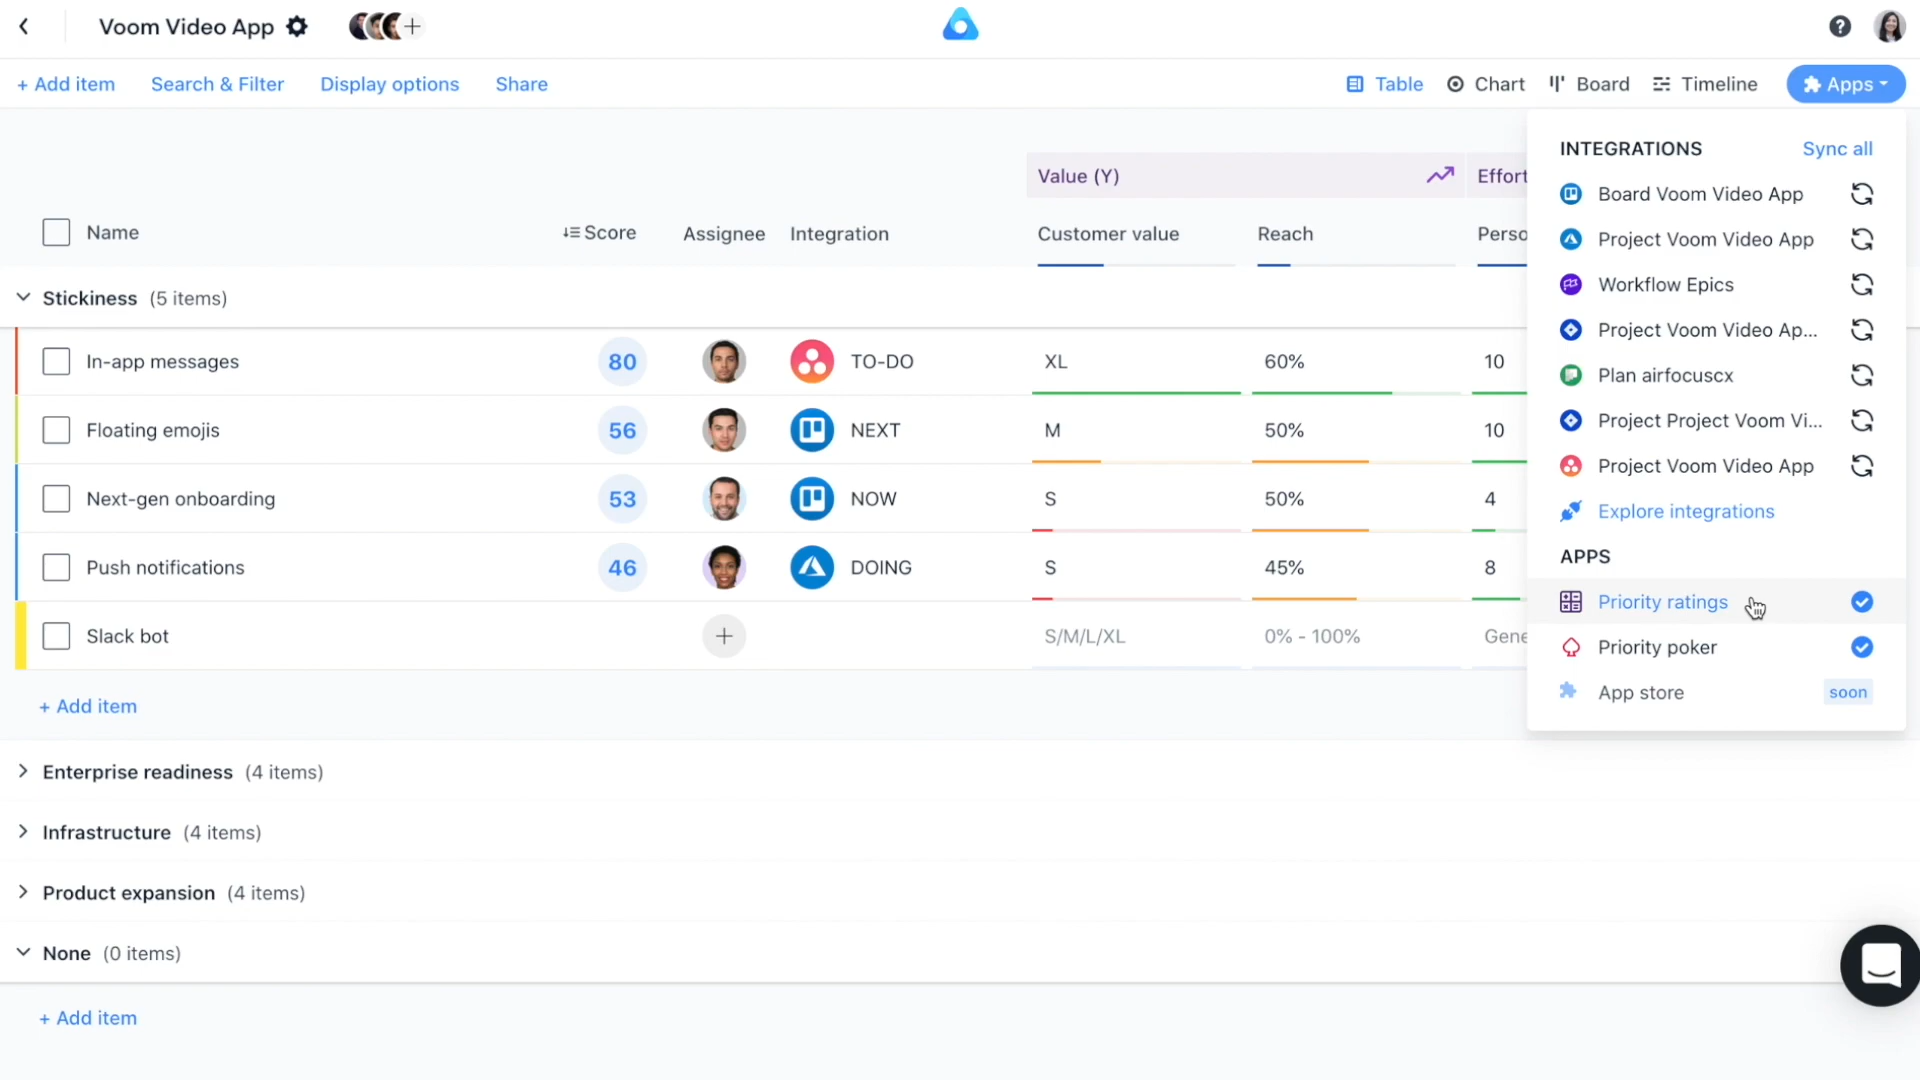 Voom Video App
+ Add item Search & Filter Display options Share Table Chart Board Timeline Apps
INTEGRATIONS Sync all
Board Voom Video App
Project Voom Video App
Workflow Epics
Project Voom Video Ap...
Plan airfocuscx
Project Project Voom Vi...
Project Voom Video App
Explore integrations
APPS
Priority ratings
Priority poker
App store soon
Value (Y) Effort
Name Score Assignee Integration Customer value Reach Perso
Stickiness (5 items)
In-app messages 80 TO-DO XL 60% 10
Floating emojis 56 NEXT M 50% 10
Next-gen onboarding 53 NOW S 50% 4
Push notifications 46 DOING S 45% 8
Slack bot S/M/L/XL 0% - 100% Gene
+ Add item
Enterprise readiness (4 items)
Infrastructure (4 items)
Product expansion (4 items)
None (0 items)
+ Add item